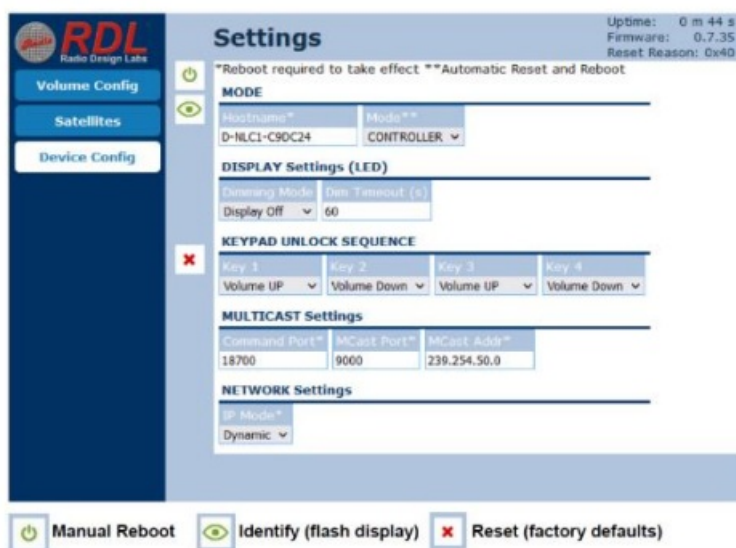 RDL
Radio Design Labs
Volume Config
Satellites
Device Config
Settings
Uptime: 0 m 44 s
Firmware: 0.7.35
Reset Reason: 0x40
*Reboot required to take effect **Automatic Reset and Reboot
MODE
Hostname* Mode**
D-NLC1-C9DC24 CONTROLLER
DISPLAY Settings (LED)
Dimming Mode Dim Timeout (s)
Display Off 60
KEYPAD UNLOCK SEQUENCE
Key 1 Key 2 Key 3 Key 4
Volume UP Volume Down Volume UP Volume Down
MULTICAST Settings
Command Port* MCast Port* MCast Addr*
18700 9000 239.254.50.0
NETWORK Settings
IP Mode*
Dynamic
Manual Reboot Identify (flash display) Reset (factory defaults)